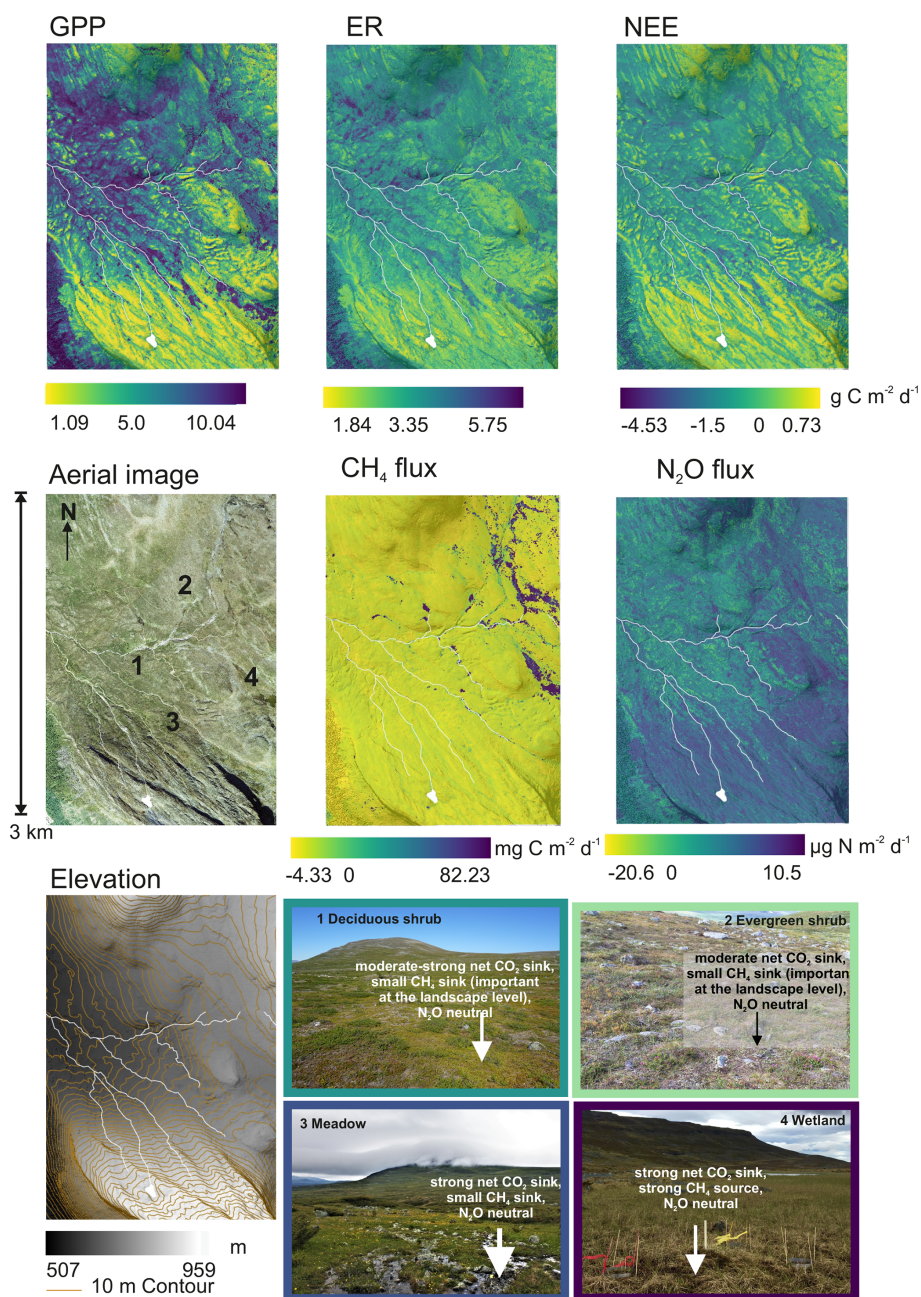 GPP
ER
NEE
1.09 5.0 10.04
1.84 3.35 5.75
-4.53 -1.5 0 0.73
g C m⁻² d⁻¹
Aerial image
CH₄ flux
N₂O flux
N
2
1
4
3
3 km
mg C m⁻² d⁻¹
-4.33 0 82.23
µg N m⁻² d⁻¹
-20.6 0 10.5
Elevation
m
507 959
10 m Contour
1 Deciduous shrub
moderate-strong net CO₂ sink,
small CH₄ sink (important
at the landscape level),
N₂O neutral
2 Evergreen shrub
moderate net CO₂ sink,
small CH₄ sink (importan
at the landscape level),
N₂O neutral
3 Meadow
strong net CO₂ sink,
small CH₄ sink,
N₂O neutral
4 Wetland
strong net CO₂ sink,
strong CH₄ source,
N₂O neutral